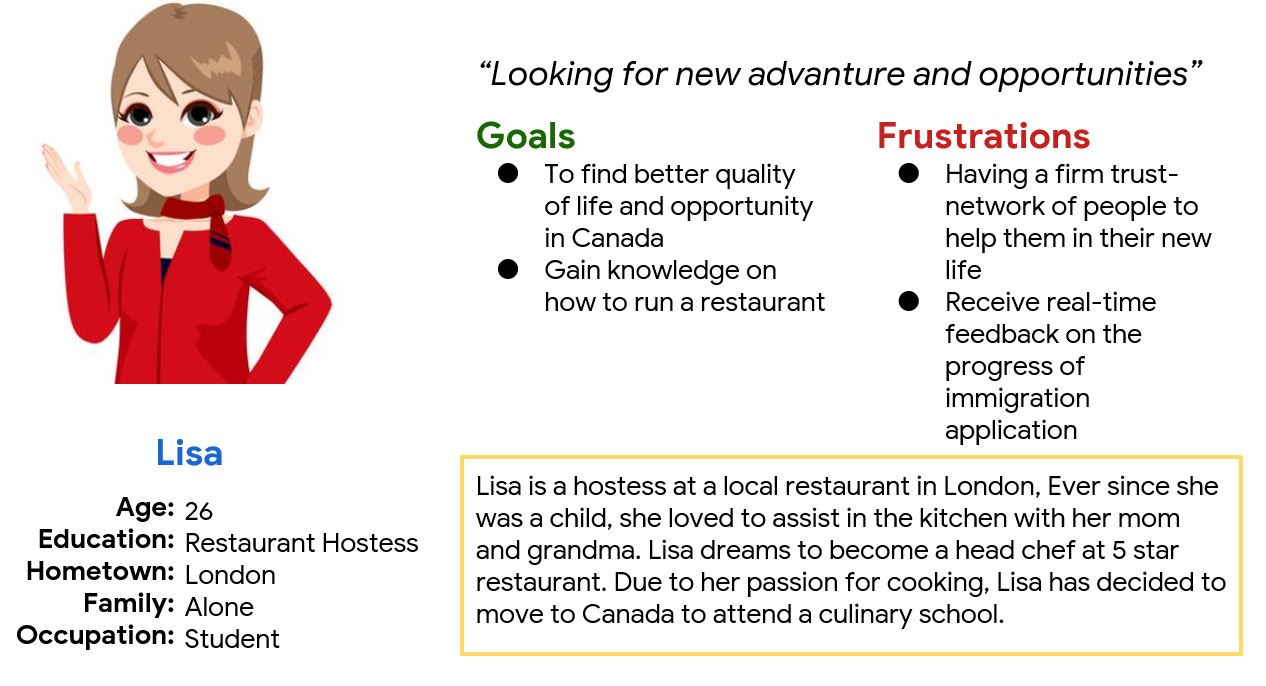 “Looking for new advanture and opportunities”
Goals
● To find better quality
of life and opportunity
in Canada
● Gain knowledge on
how to run a restaurant
Frustrations
● Having a firm trust-
network of people to
help them in their new
life
● Receive real-time
feedback on the
progress of
immigration
application
Lisa
Age: 26
Education: Restaurant Hostess
Hometown: London
Family: Alone
Occupation: Student
Lisa is a hostess at a local restaurant in London, Ever since she
was a child, she loved to assist in the kitchen with her mom
and grandma. Lisa dreams to become a head chef at 5 star
restaurant. Due to her passion for cooking, Lisa has decided to
move to Canada to attend a culinary school.